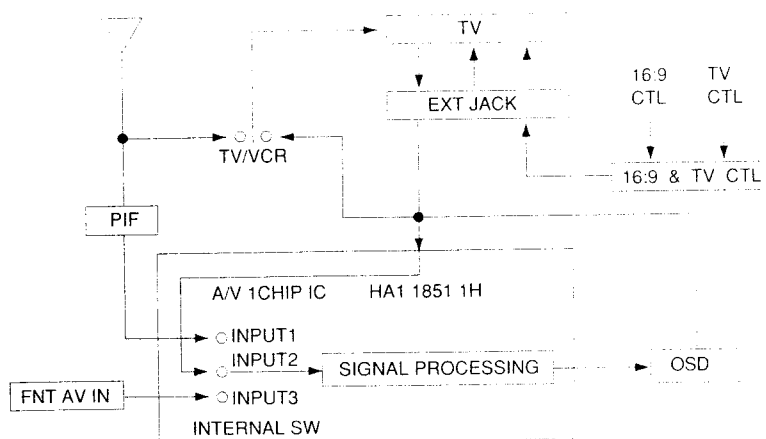 TV
16:9 TV
CTL CTL
EXT JACK
TV/VCR
16:9 & TV CTL
PIF
A/V 1CHIP IC HA1 1851 1H
INPUT1
INPUT2
SIGNAL PROCESSING
OSD
FNT AV IN
INPUT3
INTERNAL SW